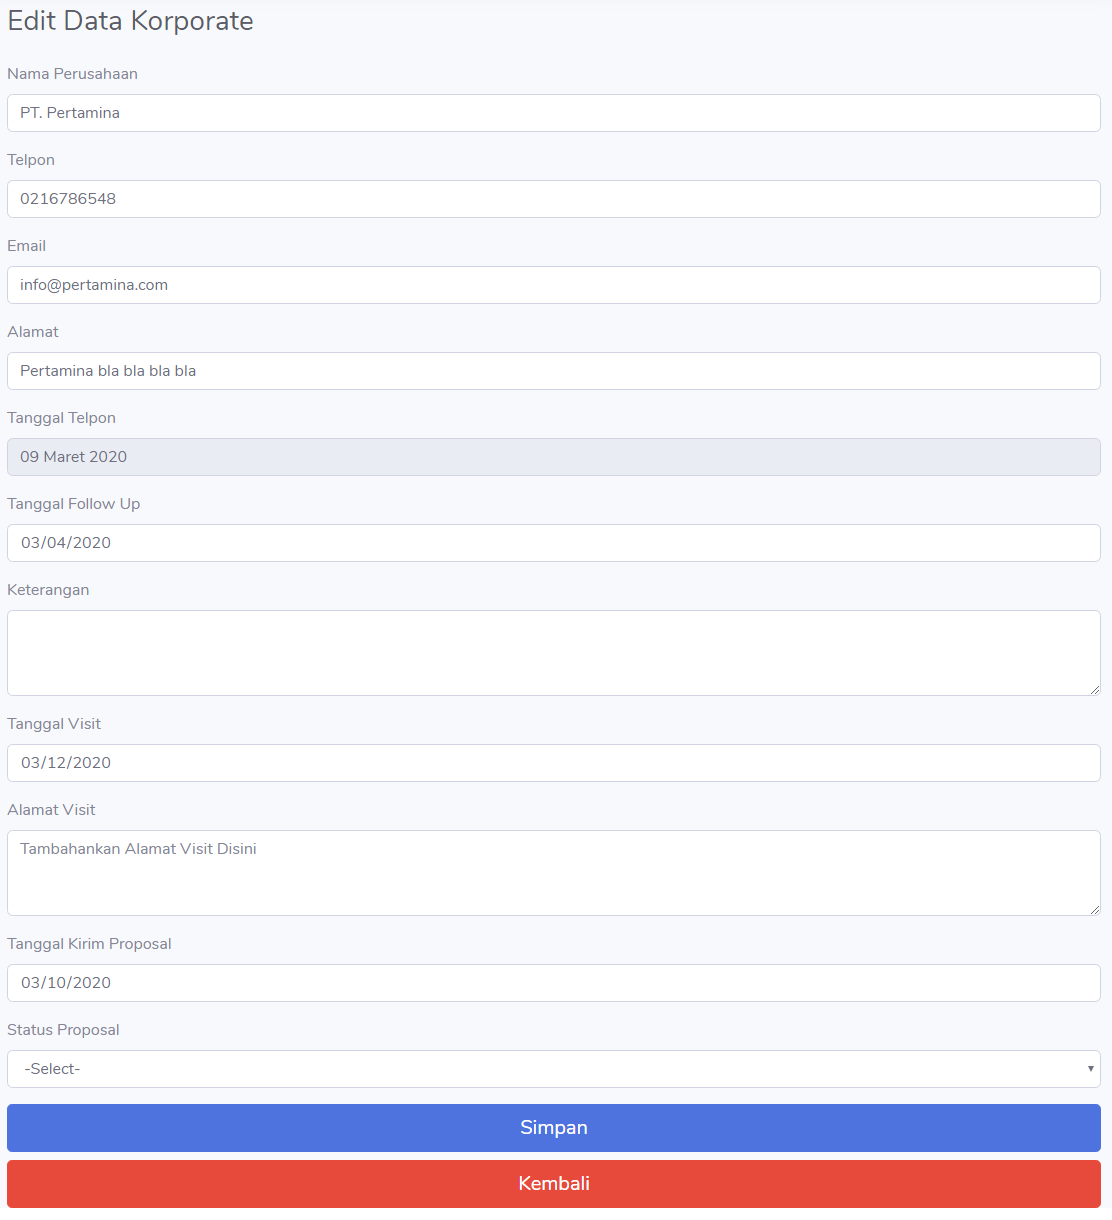 Edit Data Korporate
Nama Perusahaan
PT. Pertamina
Telpon
0216786548
Email
info@pertamina.com
Alamat
Pertamina bla bla bla bla
Tanggal Telpon
09 Maret 2020
Tanggal Follow Up
03/04/2020
Keterangan
Tanggal Visit
03/12/2020
Alamat Visit
Tambahankan Alamat Visit Disini
Tanggal Kirim Proposal
03/10/2020
Status Proposal
-Select-
Simpan
Kembali